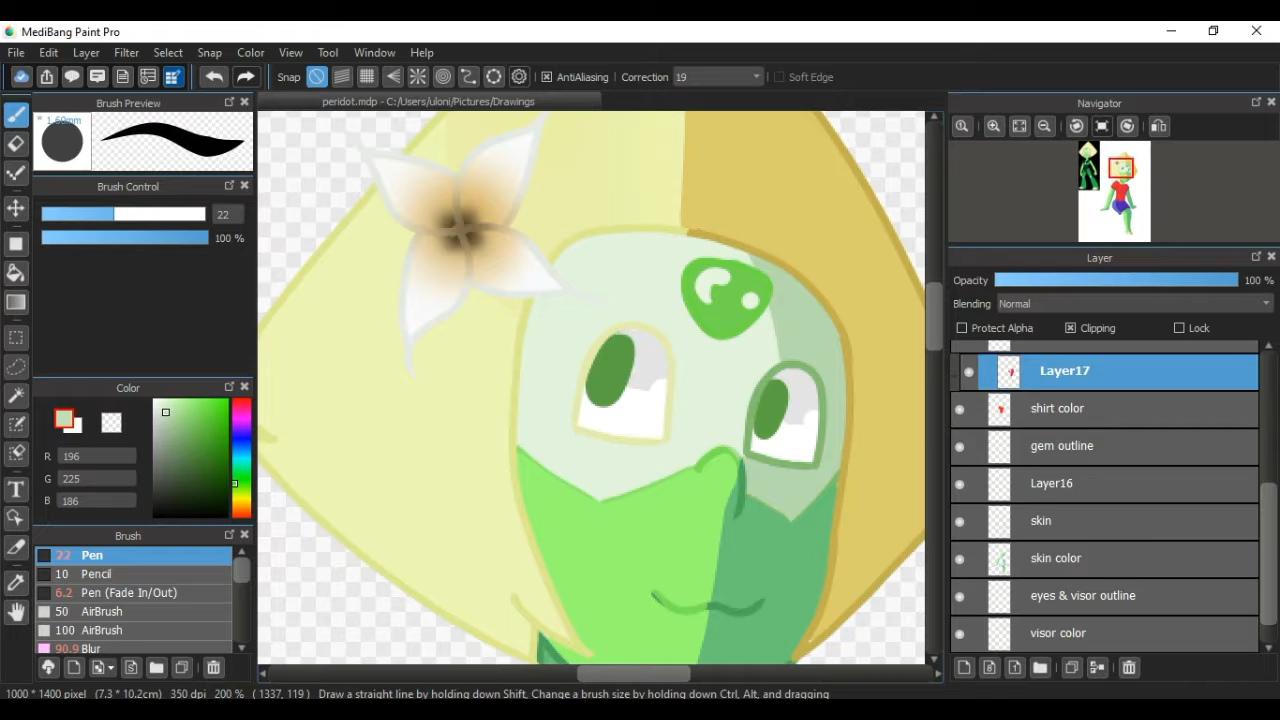 MediBang Paint Pro
File Edit Layer Filter Select Snap Color View Tool Window Help
Snap AntiAliasing Correction 19 Soft Edge
Brush Preview
peridot.mdp - C:/Users/uloni/Pictures/Drawings
Navigator
* 1.60mm
Brush Control
22
100 %
Layer
Opacity 100 %
Blending Normal
Protect Alpha Clipping Lock
Layer17
shirt color
gem outline
Layer16
skin
skin color
eyes & visor outline
visor color
Color
R 196
G 225
B 186
Brush
22 Pen
10 Pencil
6.2 Pen (Fade In/Out)
50 AirBrush
100 AirBrush
90.9 Blur
1000 * 1400 pixel (7.3 * 10.2cm) 350 dpi 200 % ( 1337, 119 ) Draw a straight line by holding down Shift, Change a brush size by holding down Ctrl, Alt, and dragging